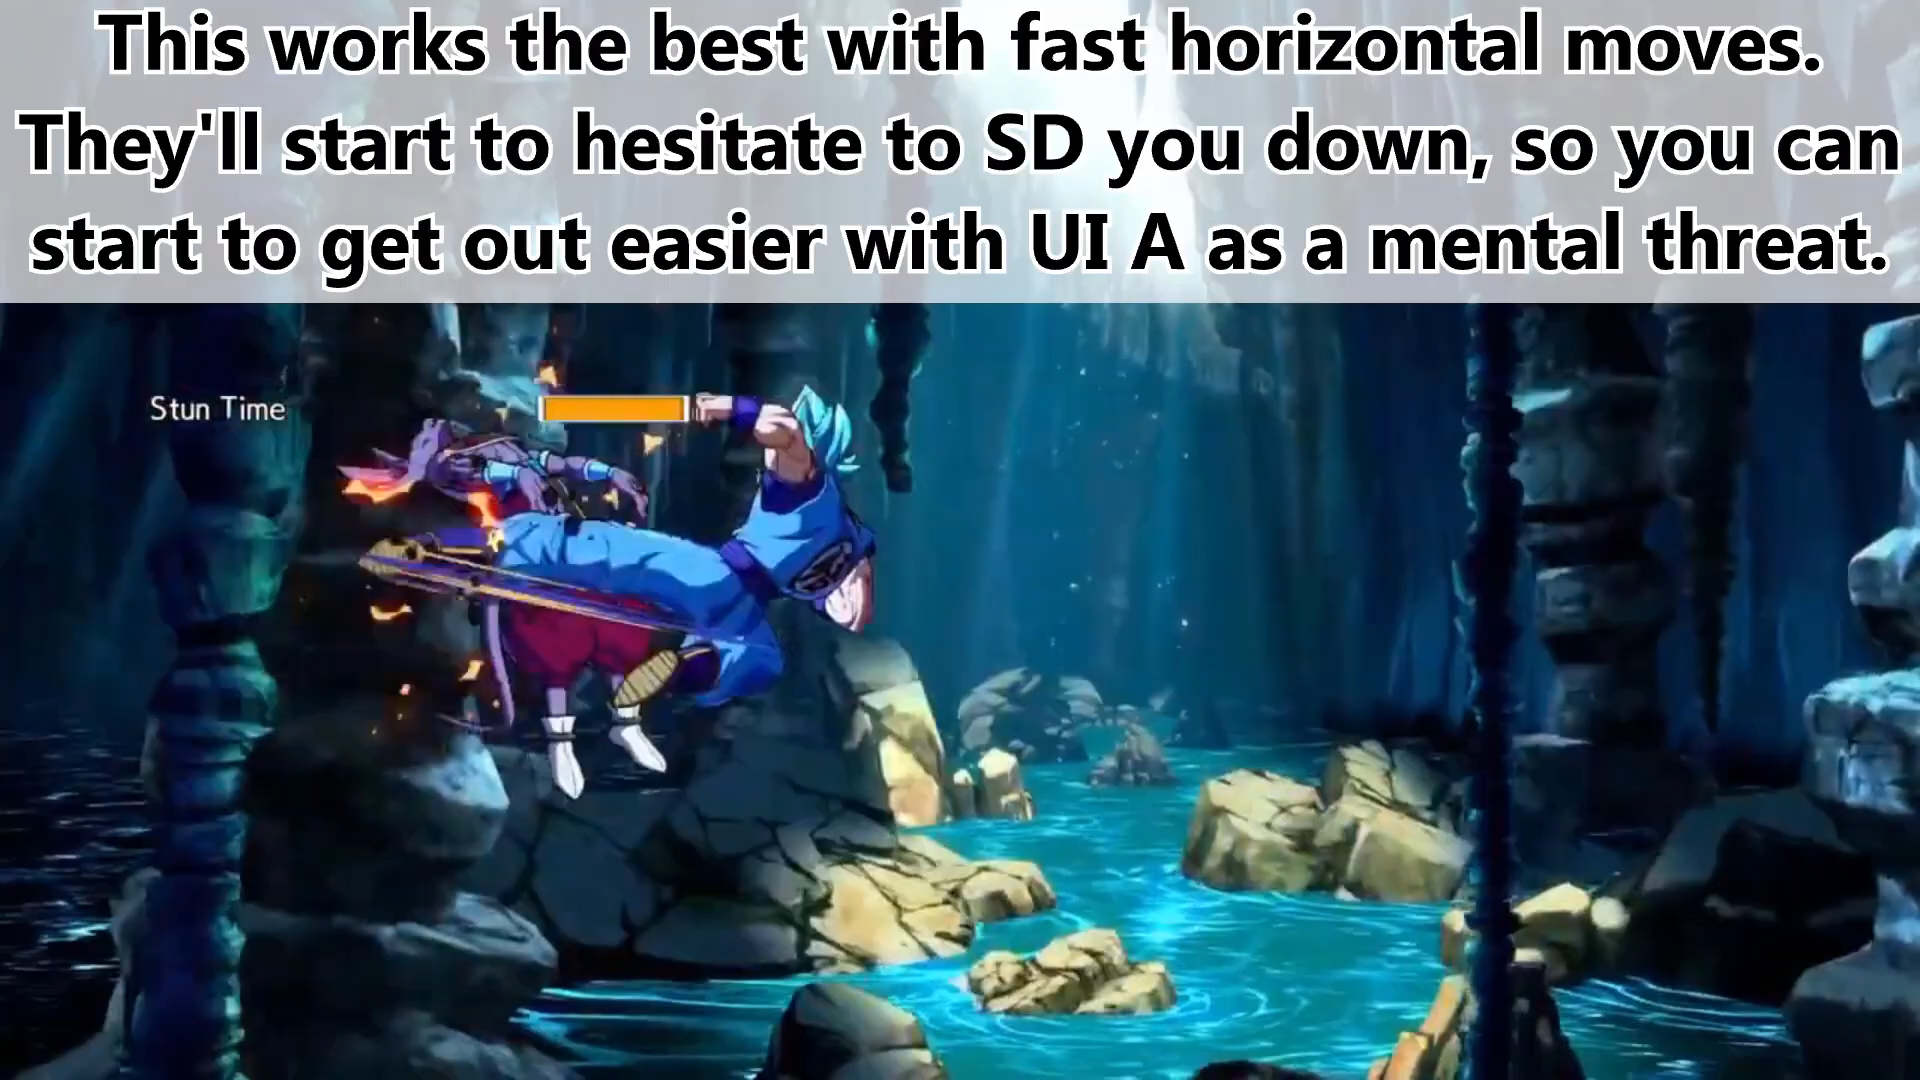 This works the best with fast horizontal moves.
They'll start to hesitate to SD you down, so you can
start to get out easier with UI A as a mental threat.
Stun Time